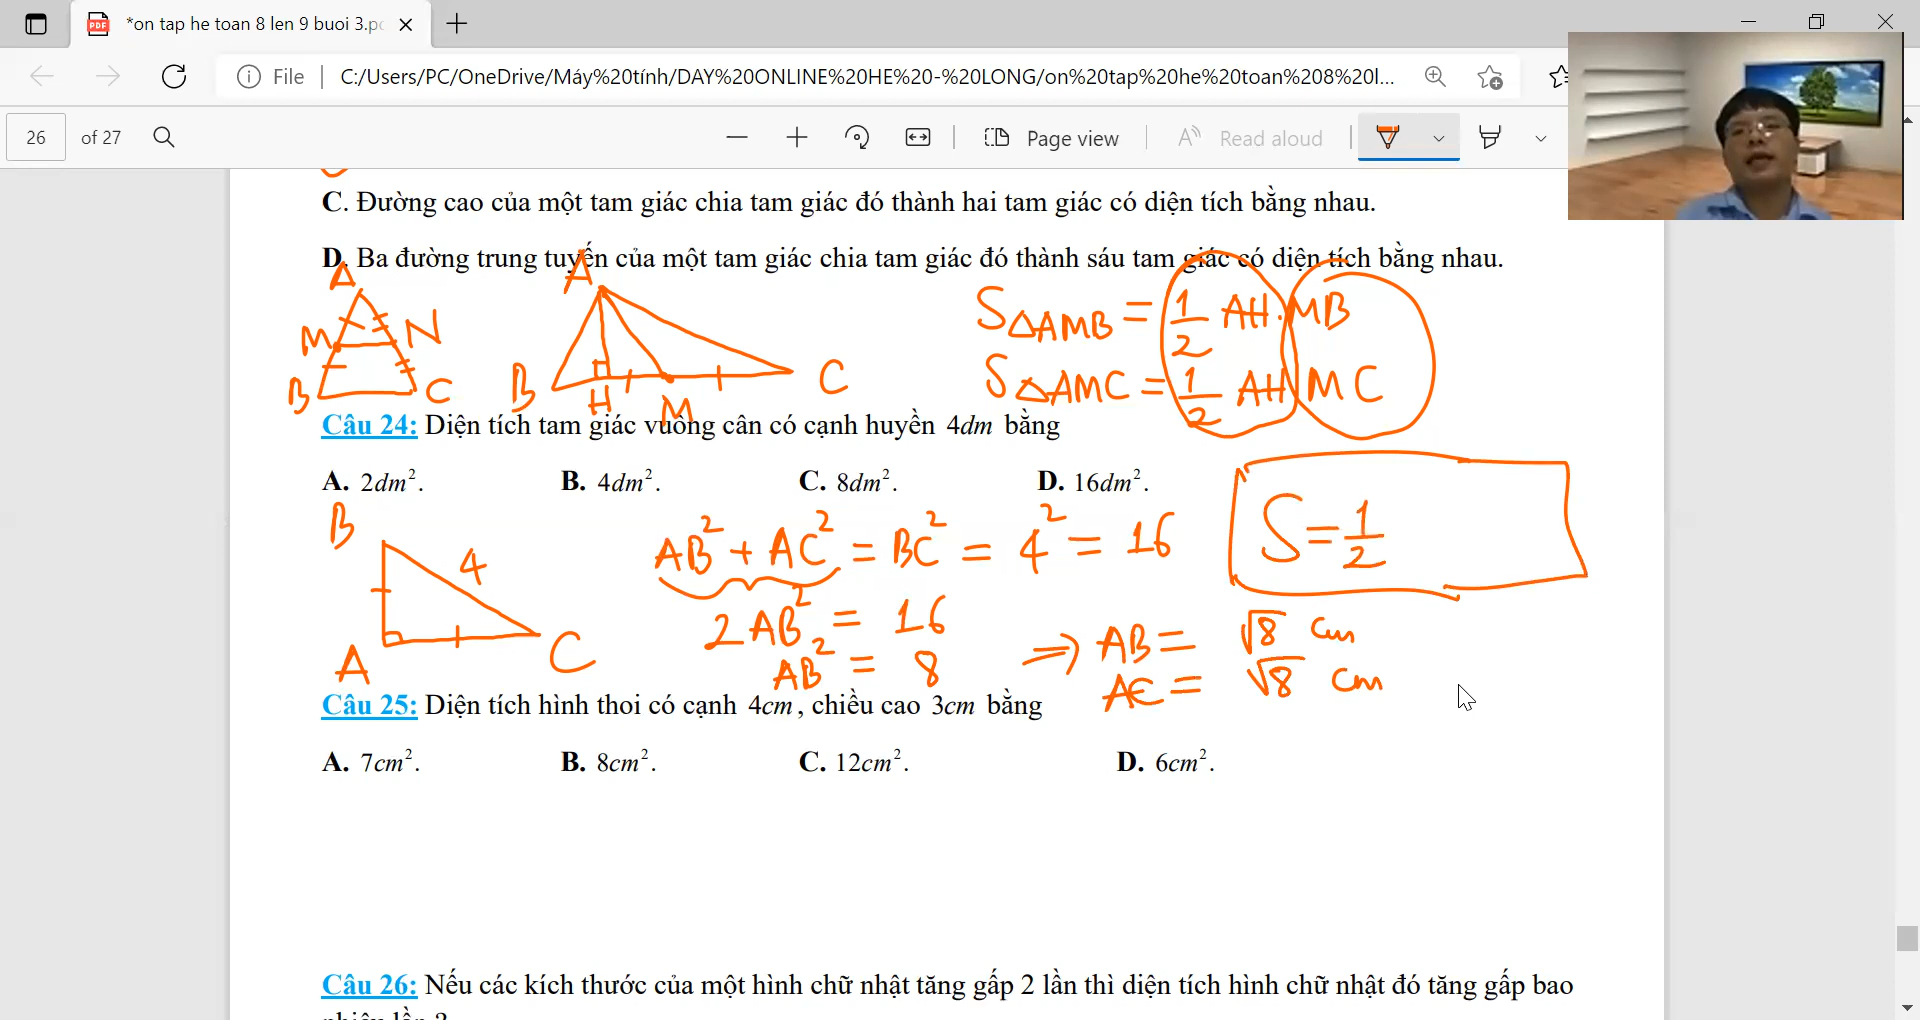 *on tap he toan 8 len 9 buoi 3.pd
File C:/Users/PC/OneDrive/Máy%20tính/DAY%20ONLINE%20HE%20-%20LONG/on%20tap%20he%20toan%208%20l...
26 of 27 Page view Read aloud
C. Đường cao của một tam giác chia tam giác đó thành hai tam giác có diện tích bằng nhau.
D. Ba đường trung tuyến của một tam giác chia tam giác đó thành sáu tam giác có diện tích bằng nhau.
A M N B C
A B H M C
S△AMB = 1/2 AH.MB
S△AMC = 1/2 AH MC
Câu 24: Diện tích tam giác vuông cân có cạnh huyền 4dm bằng
A. 2dm². B. 4dm². C. 8dm². D. 16dm².
B 4 A C
AB² + AC² = BC² = 4² = 16
S = 1/2
2AB² = 16
AB² = 8
⇒ AB = √8 cm
AC = √8 cm
Câu 25: Diện tích hình thoi có cạnh 4cm, chiều cao 3cm bằng
A. 7cm². B. 8cm². C. 12cm². D. 6cm².
Câu 26: Nếu các kích thước của một hình chữ nhật tăng gấp 2 lần thì diện tích hình chữ nhật đó tăng gấp bao
nhiêu lần ?